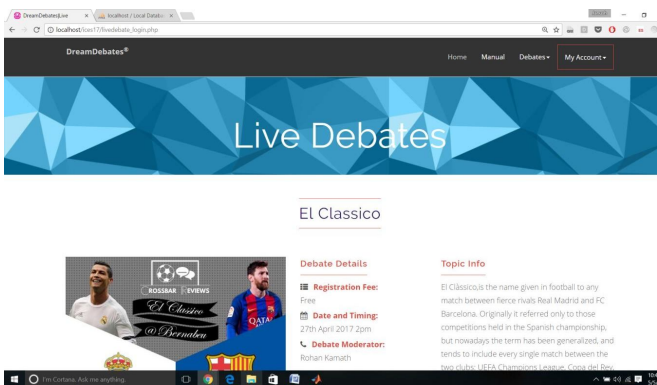 DreamDebates|Live
localhost / Local Databas
localhost/ices17/livedebate_login.php
DreamDebates®
Home Manual Debates My Account
Live Debates
El Classico
ROSSBAR REVIEWS
El Classico
@ Bernabeu
Debate Details
Registration Fee:
Free
Date and Timing:
27th April 2017 2pm
Debate Moderator:
Rohan Kamath
Topic Info
El Clàssico,is the name given in football to any
match between fierce rivals Real Madrid and FC
Barcelona. Originally it referred only to those
competitions held in the Spanish championship,
but nowadays the term has been generalized, and
tends to include every single match between the
two clubs: UEFA Champions League, Copa del Rey,
I'm Cortana. Ask me anything.